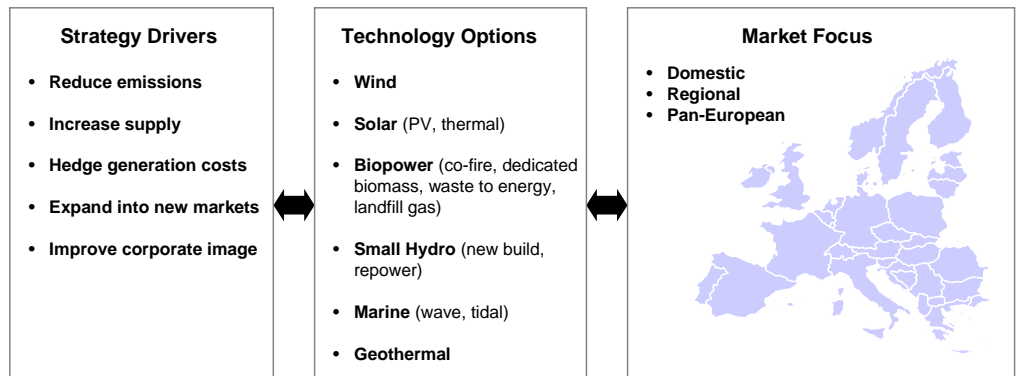 Strategy Drivers
• Reduce emissions
• Increase supply
• Hedge generation costs
• Expand into new markets
• Improve corporate image
Technology Options
• Wind
• Solar (PV, thermal)
• Biopower (co-fire, dedicated
biomass, waste to energy,
landfill gas)
• Small Hydro (new build,
repower)
• Marine (wave, tidal)
• Geothermal
Market Focus
• Domestic
• Regional
• Pan-European